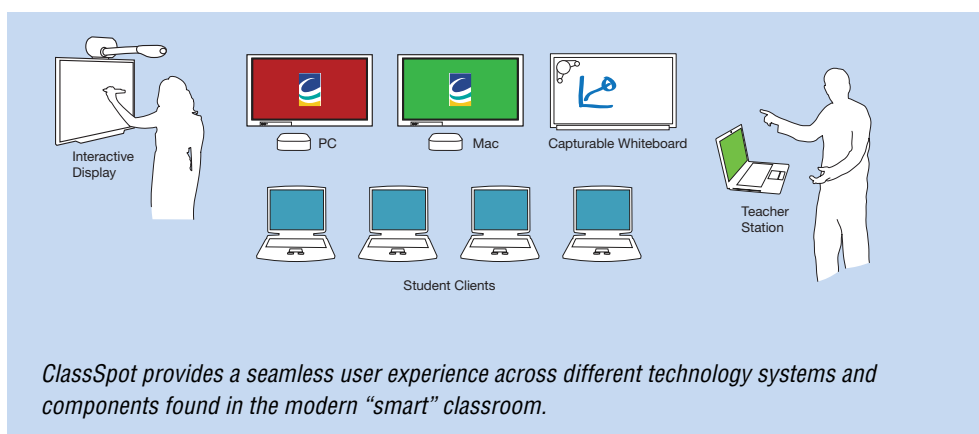 Interactive
Display
PC
Mac
Capturable Whiteboard
Teacher
Station
Student Clients
ClassSpot provides a seamless user experience across different technology systems and
components found in the modern “smart” classroom.